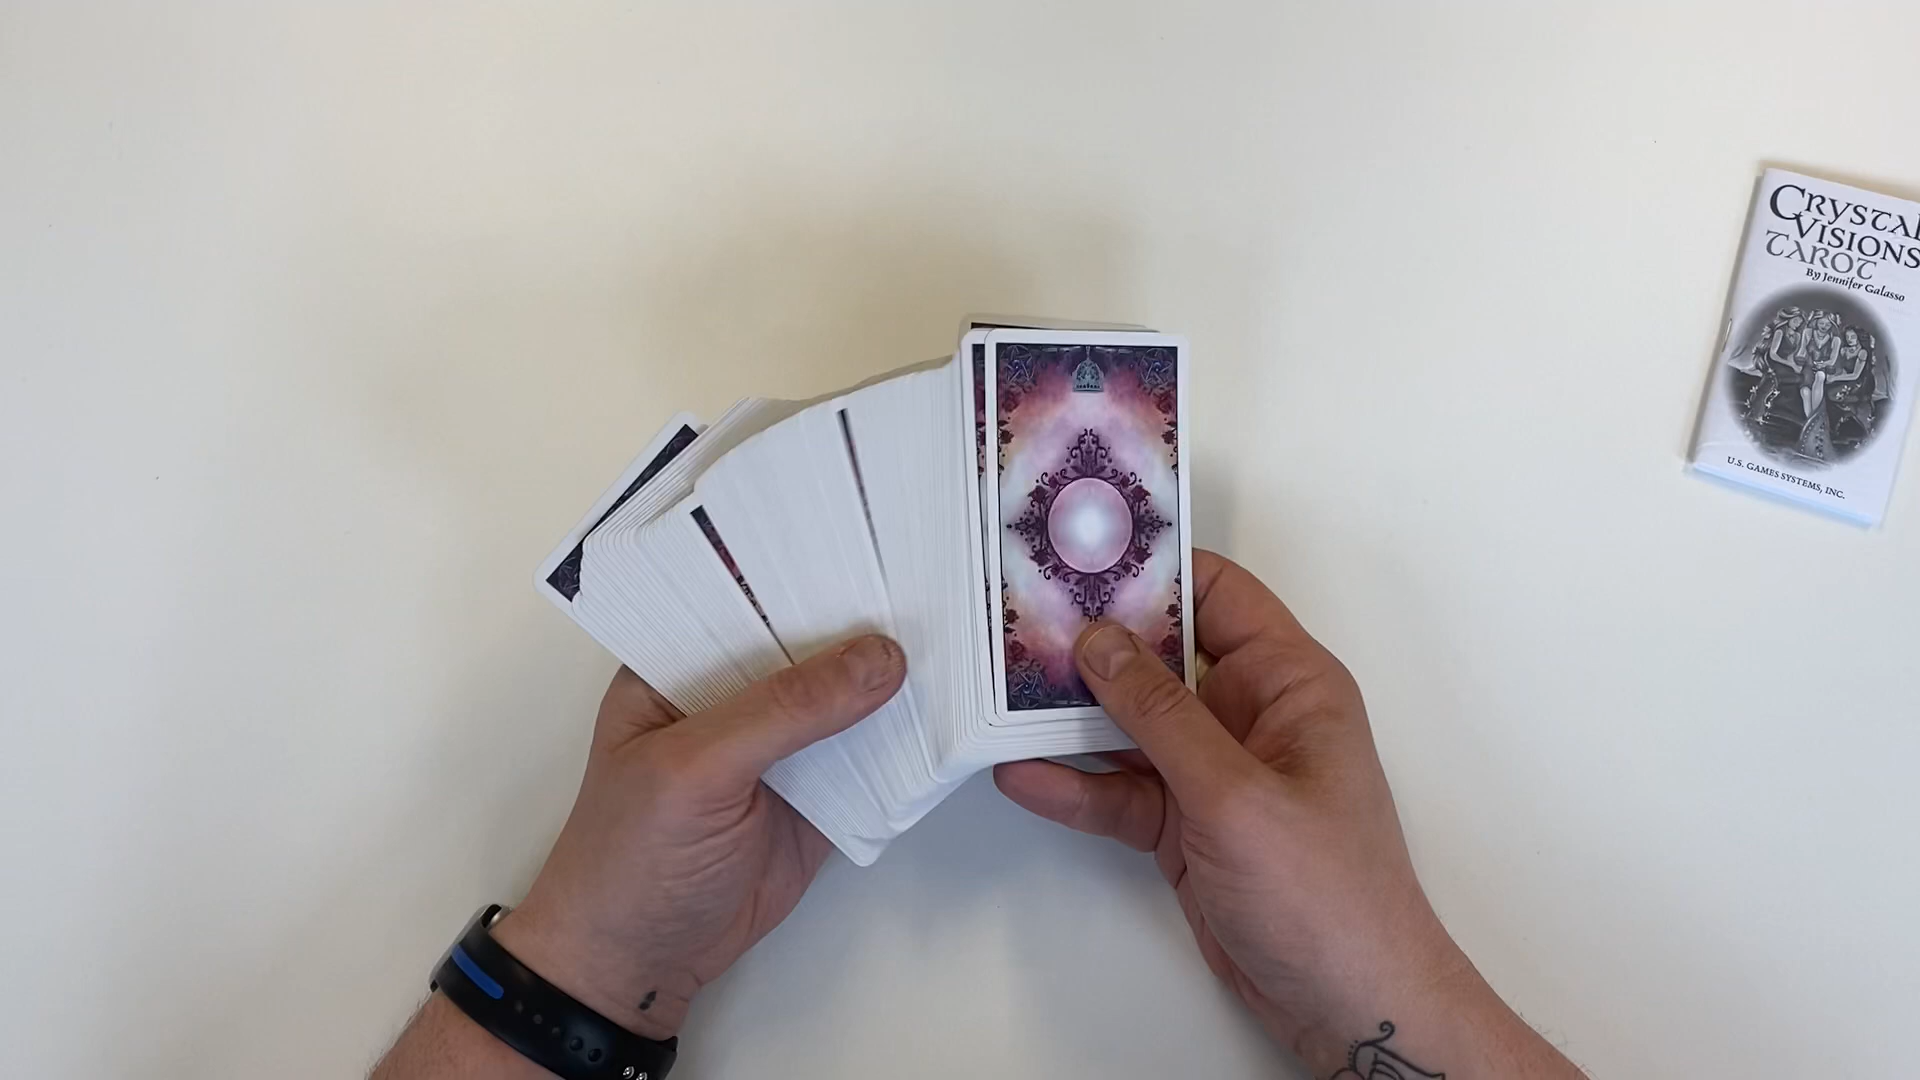 CRYSTAL
VISIONS
TAROT
By Jennifer Galasso
U.S. GAMES SYSTEMS, INC.